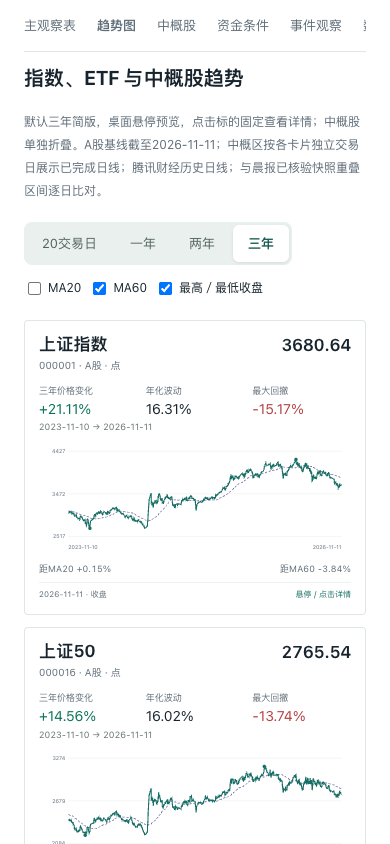 主观察表 趋势图 中概股 资金条件 事件观察
指数、ETF 与中概股趋势
默认三年简版，桌面悬停预览，点击标的固定查看详情；中概股
单独折叠。A股基线截至2026-11-11；中概区按各卡片独立交易
日展示已完成日线；腾讯财经历史日线；与晨报已核验快照重叠
区间逐日比对。
20交易日 一年 两年 三年
MA20 MA60 最高 / 最低收盘
上证指数 3680.64
000001 · A股 · 点
三年价格变化 年化波动 最大回撤
+21.11% 16.31% -15.17%
2023-11-10 → 2026-11-11
4427
3472
2517
2023-11-10 2026-11-11
距MA20 +0.15% 距MA60 -3.84%
2026-11-11 · 收盘 悬停 / 点击详情
上证50 2765.54
000016 · A股 · 点
三年价格变化 年化波动 最大回撤
+14.56% 16.02% -13.74%
2023-11-10 → 2026-11-11
3274
2679